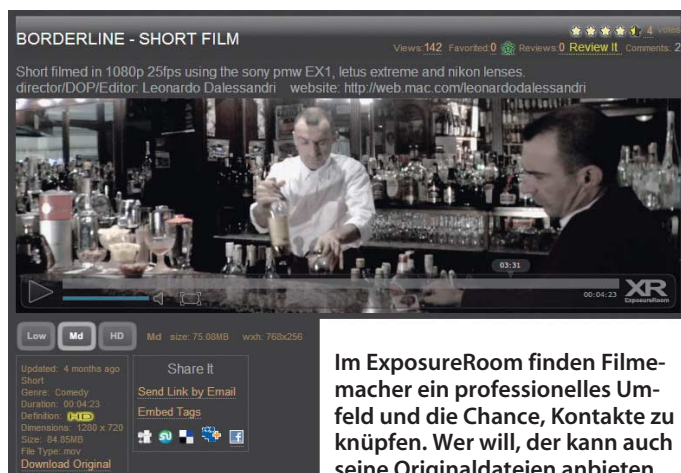 BORDERLINE - SHORT FILM
4 votes
Views:142 Favorited:0 Reviews:0 Review It Comments: 2
Short filmed in 1080p 25fps using the sony pmw EX1, letus extreme and nikon lenses.
director/DOP/Editor: Leonardo Dalessandri website: http://web.mac.com/leonardodalessandri
03:31
00:04:23
XR
ExposureRoom
Low Md HD Md size: 75.08MB wxh: 768x256
Updated: 4 months ago
Short
Genre: Comedy
Duration: 00:04:23
Definition: HD
Dimensions: 1280 x 720
Size: 84.85MB
File Type:.mov
Download Original
Share It
Send Link by Email
Embed Tags
Im ExposureRoom finden Filme-
macher ein professionelles Um-
feld und die Chance, Kontakte zu
knüpfen. Wer will, der kann auch
seine Originaldateien anbieten